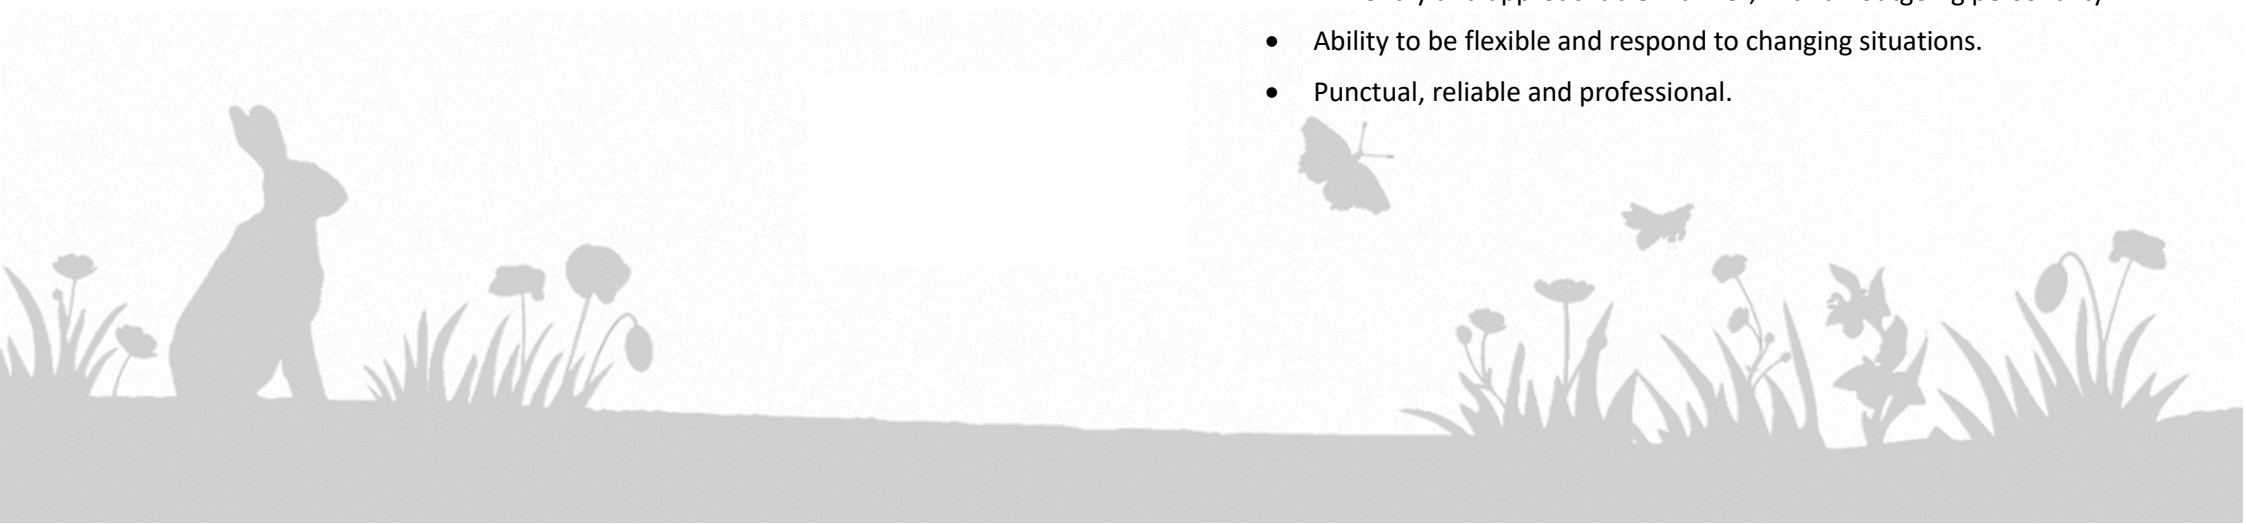 • Ability to be flexible and respond to changing situations.
• Punctual, reliable and professional.